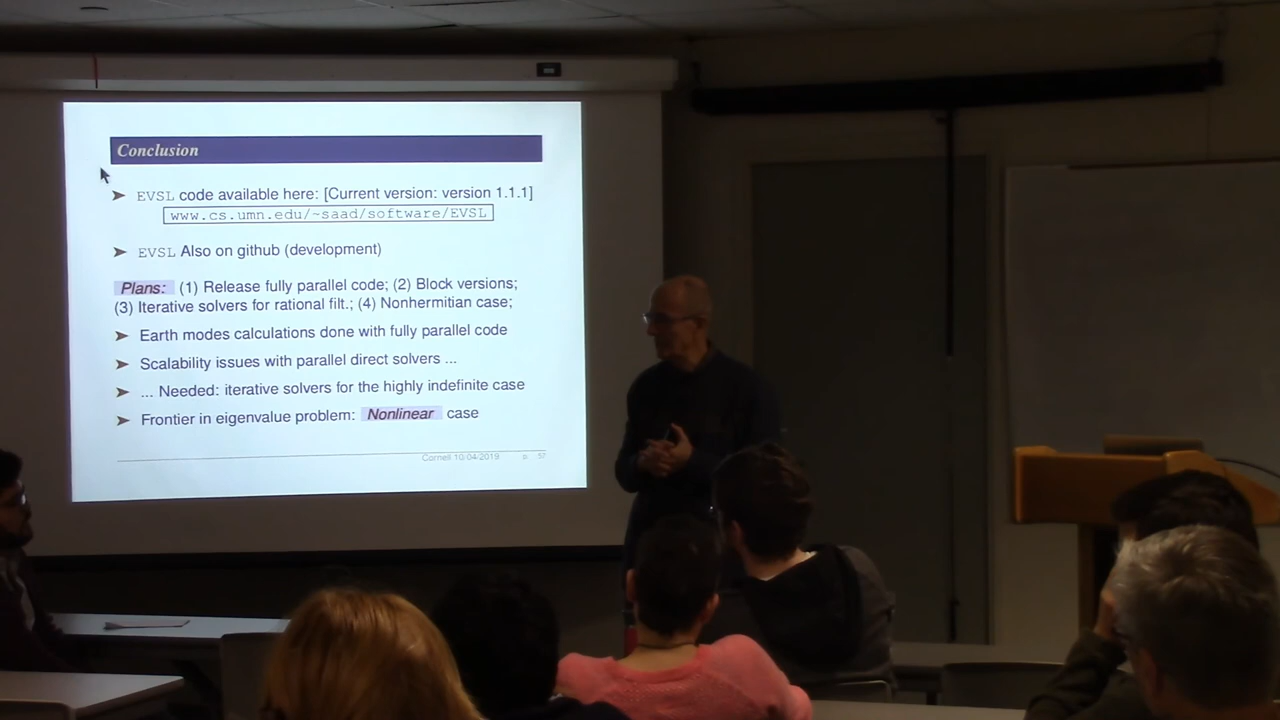 Conclusion
➤ EVSL code available here: [Current version: version 1.1.1]
www.cs.umn.edu/~saad/software/EVSL
➤ EVSL Also on github (development)
Plans: (1) Release fully parallel code; (2) Block versions;
(3) Iterative solvers for rational filt.; (4) Nonhermitian case;
➤ Earth modes calculations done with fully parallel code
➤ Scalability issues with parallel direct solvers ...
➤ ... Needed: iterative solvers for the highly indefinite case
➤ Frontier in eigenvalue problem: Nonlinear case
Cornell 10/04/2019 p. 57